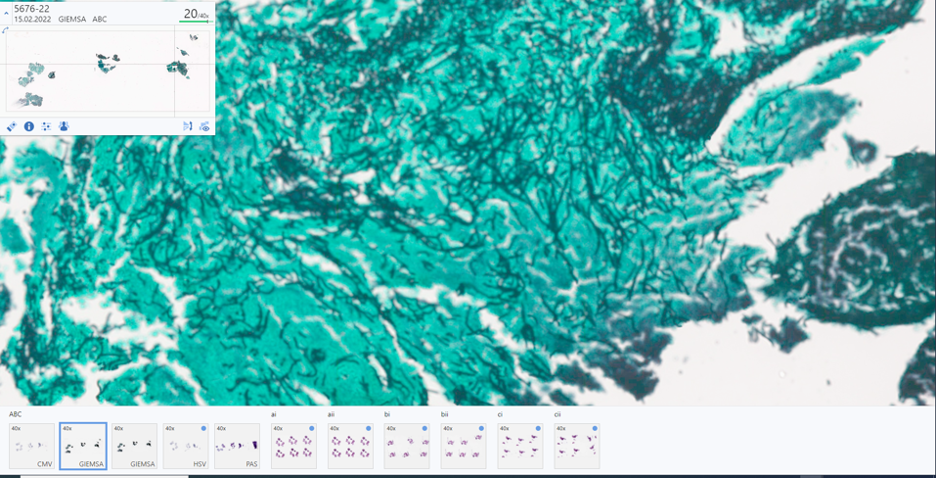 5676-22
15.02.2022 GIEMSA ABC
20/40x
ABC
ai
aii
bi
bii
ci
cii
40x
40x
40x
40x
40x
40x
40x
40x
40x
40x
40x
CMV
GIEMSA
GIEMSA
HSV
PAS